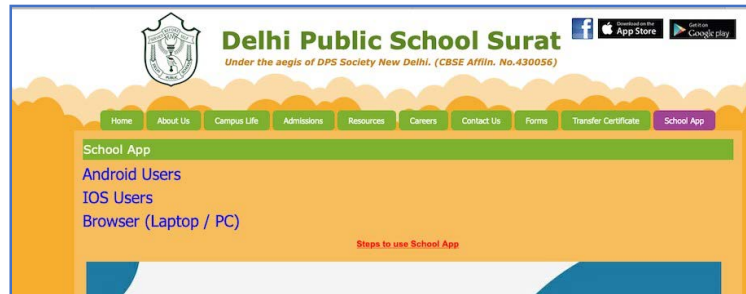 Delhi Public School Surat
Under the aegis of DPS Society New Delhi. (CBSE Affiln. No.430056)
Download on the
App Store
Get it on
Google play
Home About Us Campus Life Admissions Resources Careers Contact Us Forms Transfer Certificate School App
School App
Android Users
IOS Users
Browser (Laptop / PC)
Steps to use School App